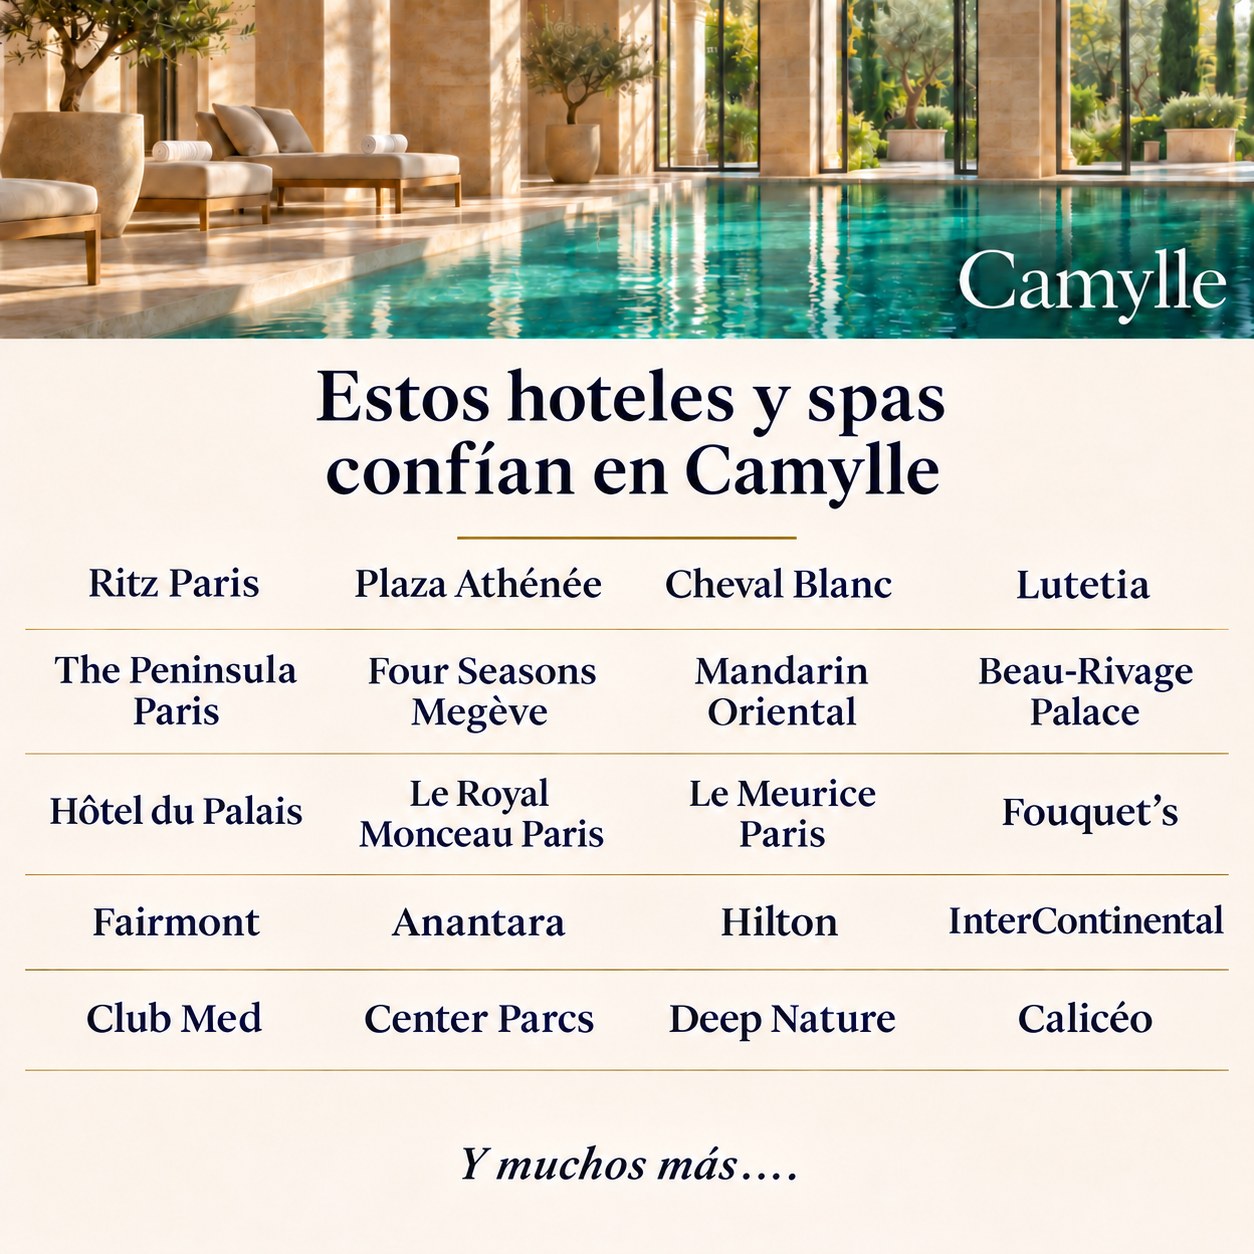 Camylle
Estos hoteles y spas
confían en Camylle
Ritz Paris
Plaza Athénée
Cheval Blanc
Lutetia
The Peninsula
Paris
Four Seasons
Megève
Mandarin
Oriental
Beau-Rivage
Palace
Hôtel du Palais
Le Royal
Monceau Paris
Le Meurice
Paris
Fouquet’s
Fairmont
Anantara
Hilton
InterContinental
Club Med
Center Parcs
Deep Nature
Calicéo
Y muchos más....